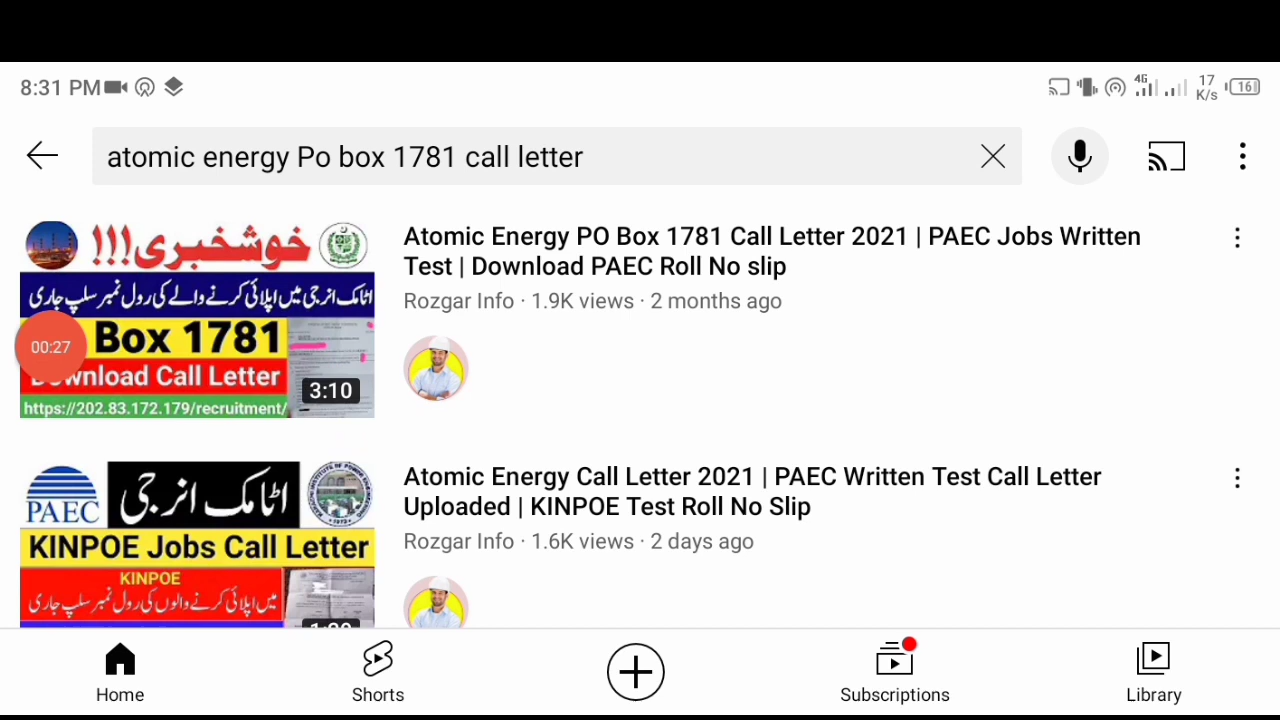 8:31 PM
4G
17
K/s
16
atomic energy Po box 1781 call letter
خوشخبری!!!
اٹامک انرجی میں اپلائی کرنے والے کی رول نمبر سلپ جاری
Box 1781
Download Call Letter
https://202.83.172.179/recruitment/
00:27
3:10
Atomic Energy PO Box 1781 Call Letter 2021 | PAEC Jobs Written
Test | Download PAEC Roll No slip
Rozgar Info · 1.9K views · 2 months ago
PAEC
اٹامک انرجی
KINPOE Jobs Call Letter
KINPOE
میں اپلائی کرنے والوں کی رول نمبر سلپ جاری
Atomic Energy Call Letter 2021 | PAEC Written Test Call Letter
Uploaded | KINPOE Test Roll No Slip
Rozgar Info · 1.6K views · 2 days ago
Home
Shorts
Subscriptions
Library